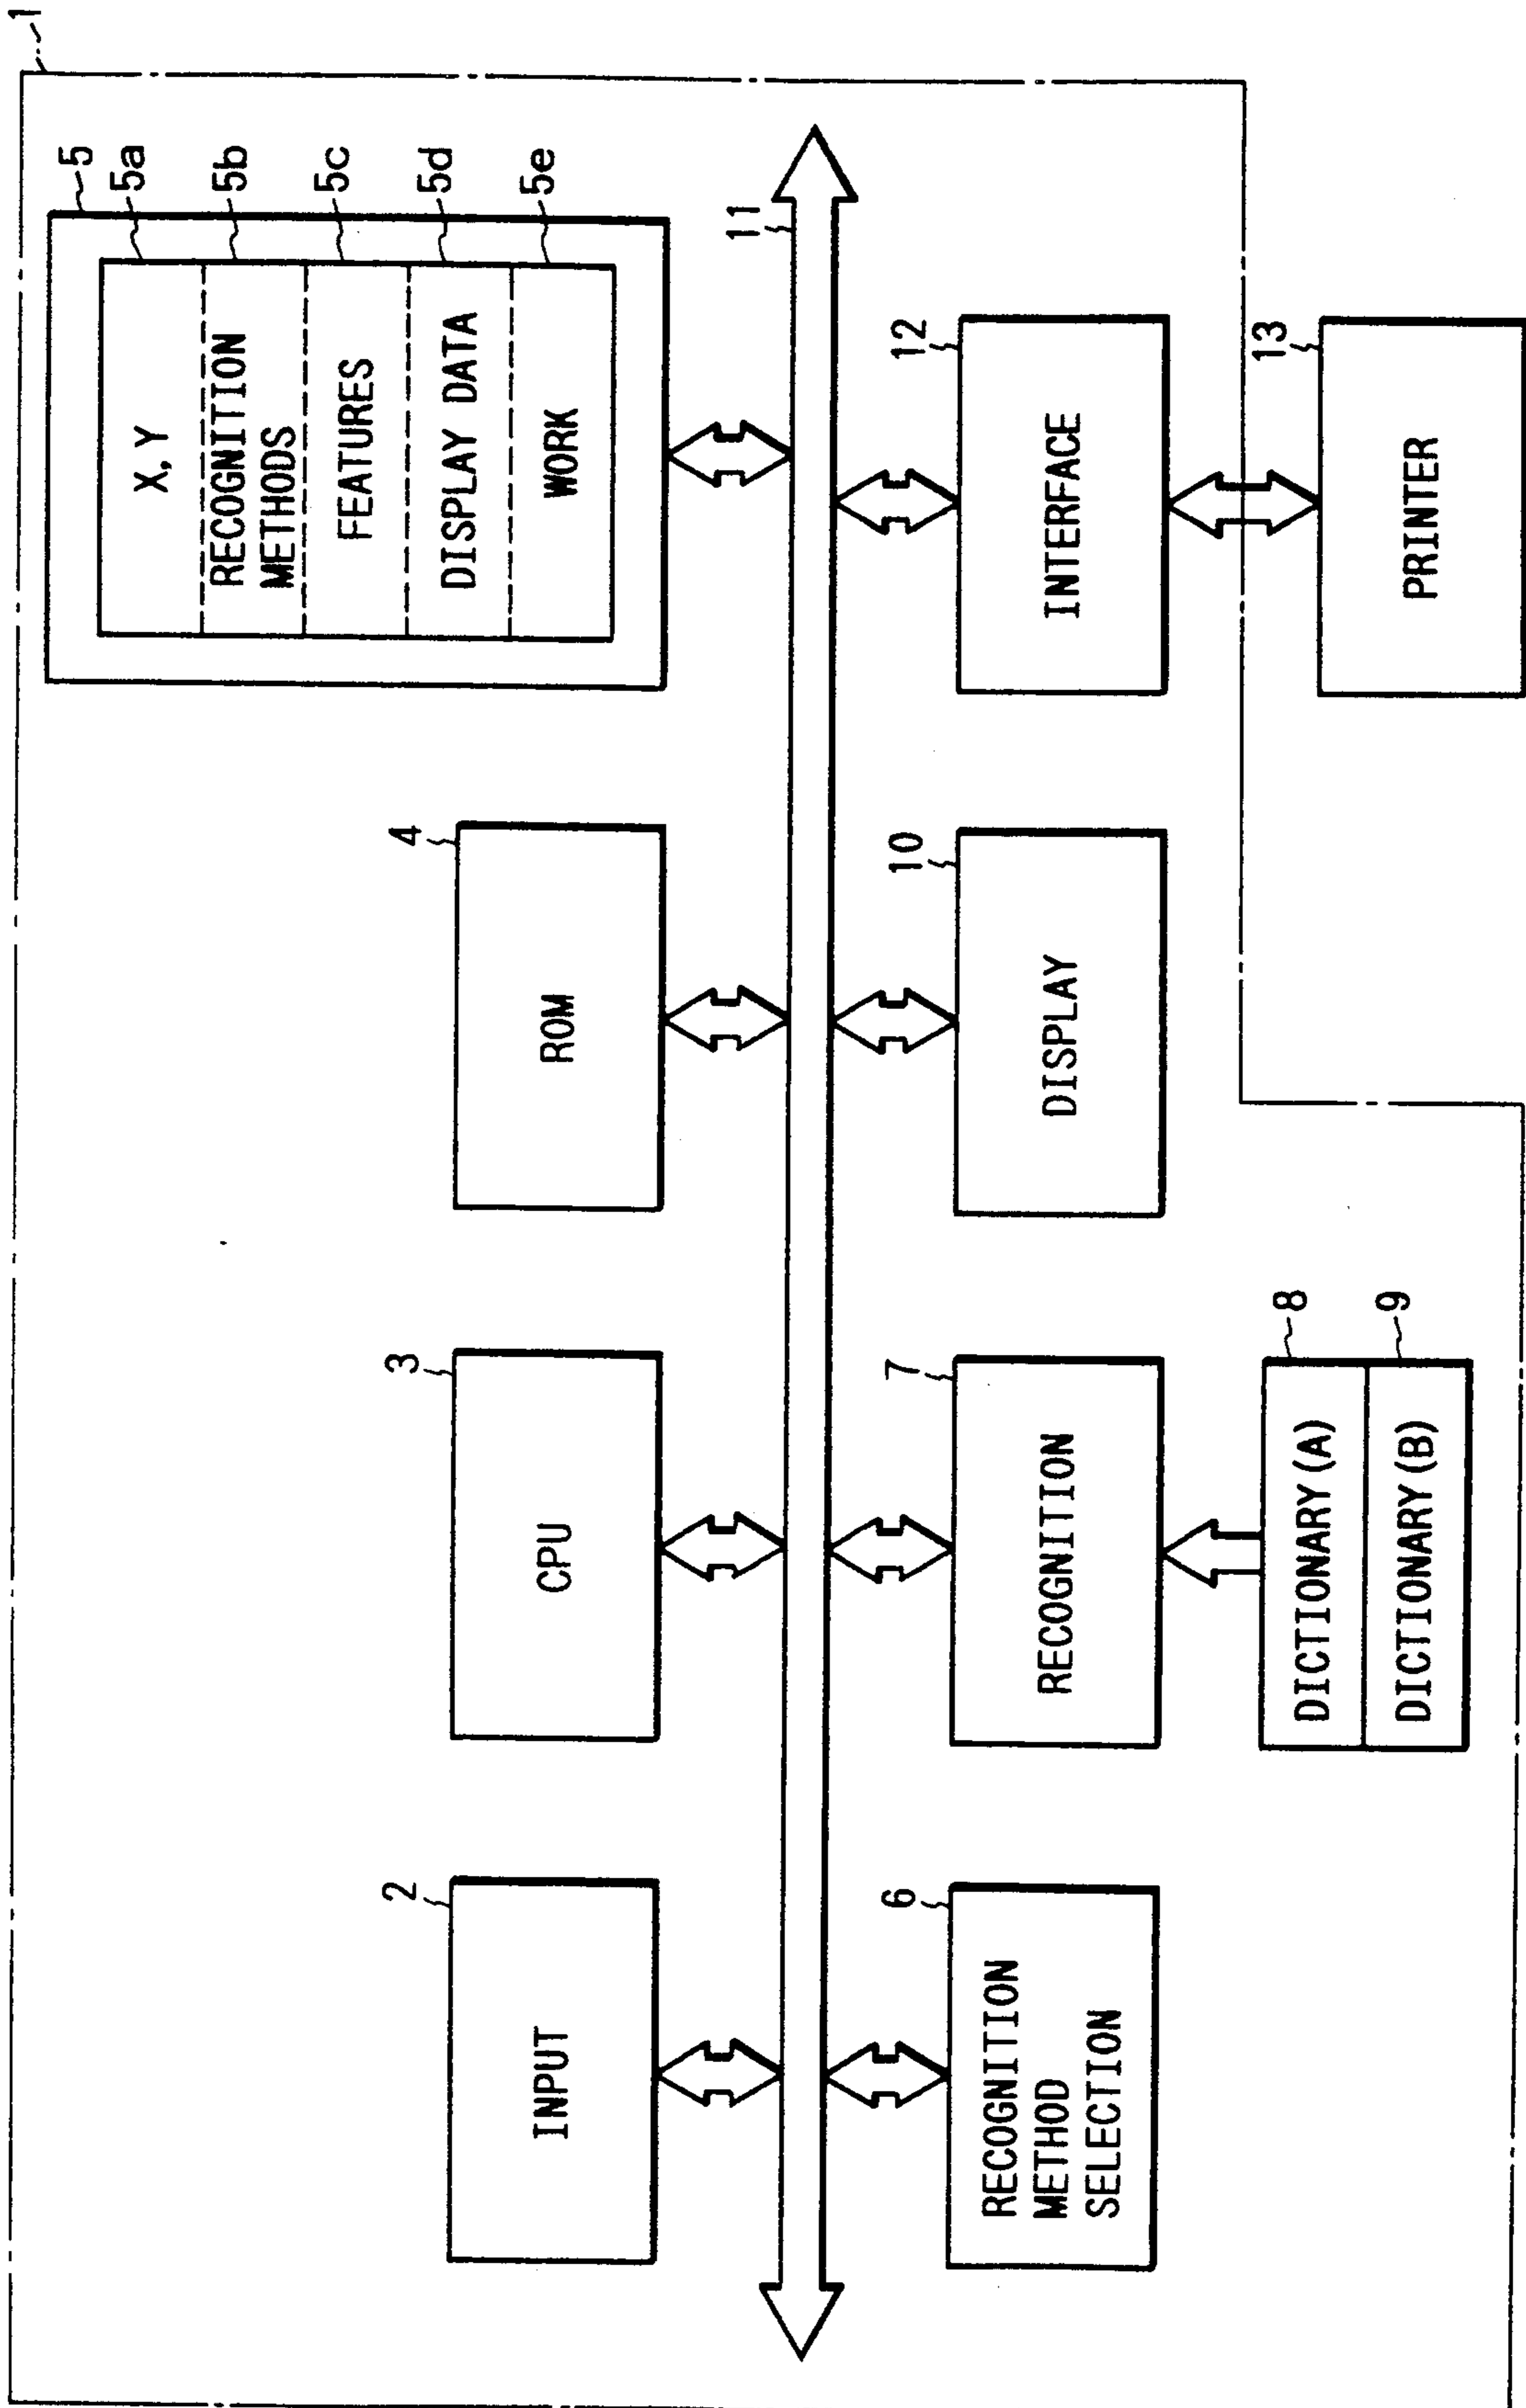 1
2
INPUT
3
CPU
4
ROM
5
5a
X,Y
5b
RECOGNITION
METHODS
5c
FEATURES
5d
DISPLAY DATA
5e
WORK
11
6
RECOGNITION
METHOD
SELECTION
7
RECOGNITION
10
DISPLAY
12
INTERFACE
8
DICTIONARY(A)
9
DICTIONARY(B)
13
PRINTER